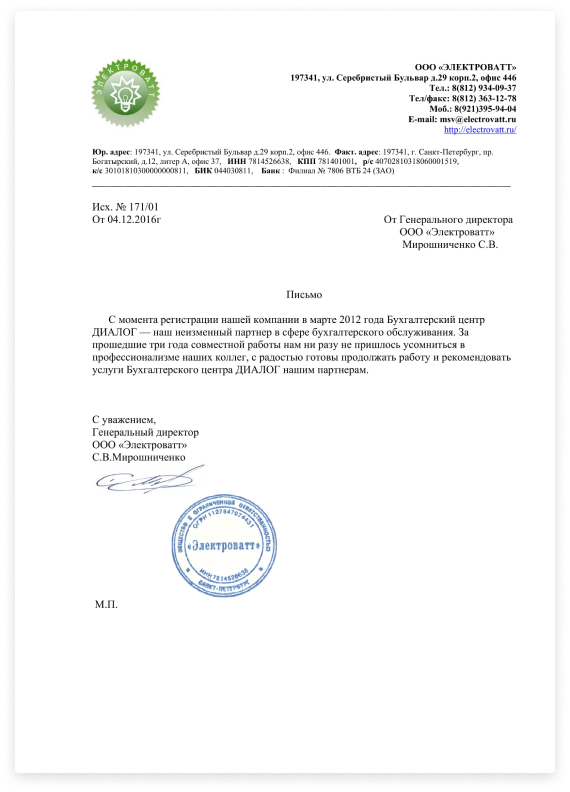 ЭЛЕКТРОВАТТ
ООО «ЭЛЕКТРОВАТТ»
197341, ул. Серебристый Бульвар д.29 корп.2, офис 446
Тел.: 8(812) 934-09-37
Тел/факс: 8(812) 363-12-78
Моб.: 8(921)395-94-04
E-mail: msv@electrovatt.ru
http://electrovatt.ru/
Юр. адрес: 197341, ул. Серебристый Бульвар д.29 корп.2, офис 446. Факт. адрес: 197341, г. Санкт-Петербург, пр.
Богатырский, д.12, литер А, офис 37, ИНН 7814526638, КПП 781401001, р/с 40702810318060001519,
к/с 30101810300000000811, БИК 044030811, Банк : Филиал № 7806 ВТБ 24 (ЗАО)
Исх. № 171/01
От 04.12.2016г
От Генерального директора
ООО «Электроватт»
Мирошниченко С.В.
Письмо
С момента регистрации нашей компании в марте 2012 года Бухгалтерский центр
ДИАЛОГ — наш неизменный партнер в сфере бухгалтерского обслуживания. За
прошедшие три года совместной работы нам ни разу не пришлось усомниться в
профессионализме наших коллег, с радостью готовы продолжать работу и рекомендовать
услуги Бухгалтерского центра ДИАЛОГ нашим партнерам.
С уважением,
Генеральный директор
ООО «Электроватт»
С.В.Мирошниченко
ОБЩЕСТВО С ОГРАНИЧЕННОЙ ОТВЕТСТВЕННОСТЬЮ
ОГРН 1127847074431
«Электроватт»
ИНН 7814526638
САНКТ-ПЕТЕРБУРГ
М.П.